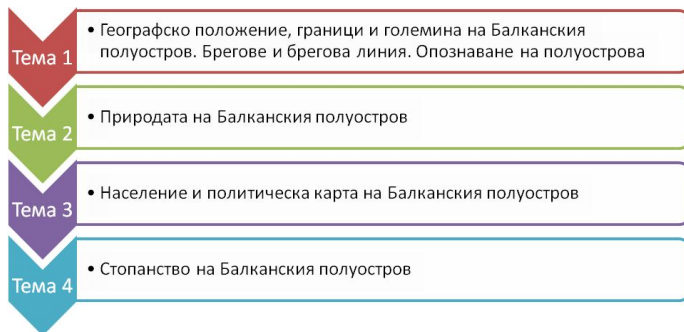 Тема 1
• Географско положение, граници и големина на Балканския
полуостров. Брегове и брегова линия. Опознаване на полуострова
Тема 2
• Природата на Балканския полуостров
Тема 3
• Население и политическа карта на Балканския полуостров
Тема 4
• Стопанство на Балканския полуостров